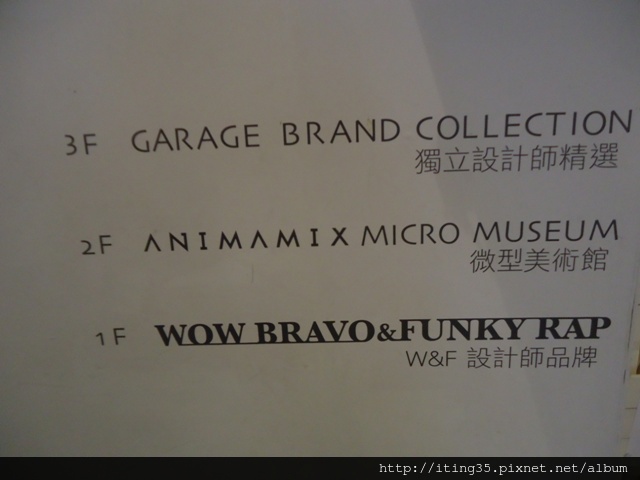 3F GARAGE BRAND COLLECTION
獨立設計師精選
2F ANIMAMIX MICRO MUSEUM
微型美術館
1F WOW BRAVO&FUNKY RAP
W&F 設計師品牌
http://iting35.pixnet.net/album